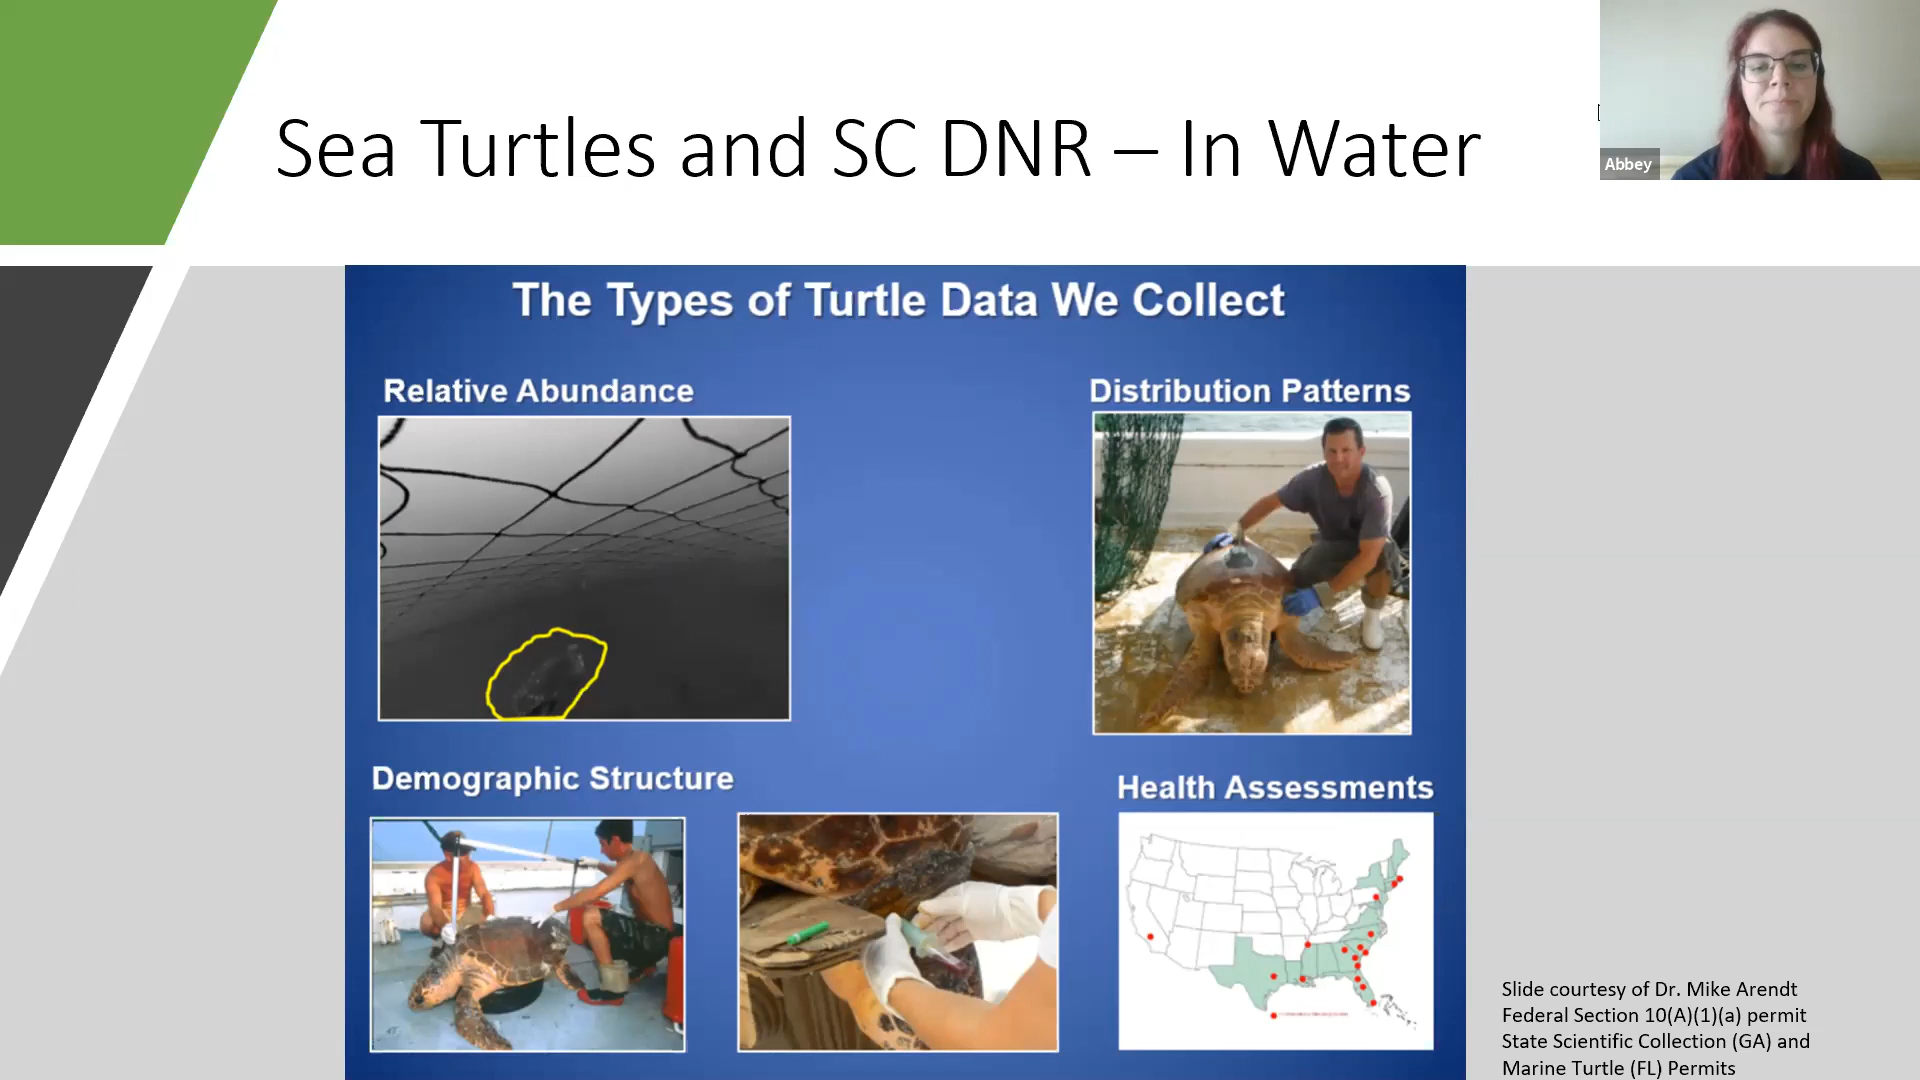 Sea Turtles and SC DNR – In Water
Abbey
The Types of Turtle Data We Collect
Relative Abundance
Distribution Patterns
Demographic Structure
Health Assessments
Slide courtesy of Dr. Mike Arendt
Federal Section 10(A)(1)(a) permit
State Scientific Collection (GA) and
Marine Turtle (FL) Permits